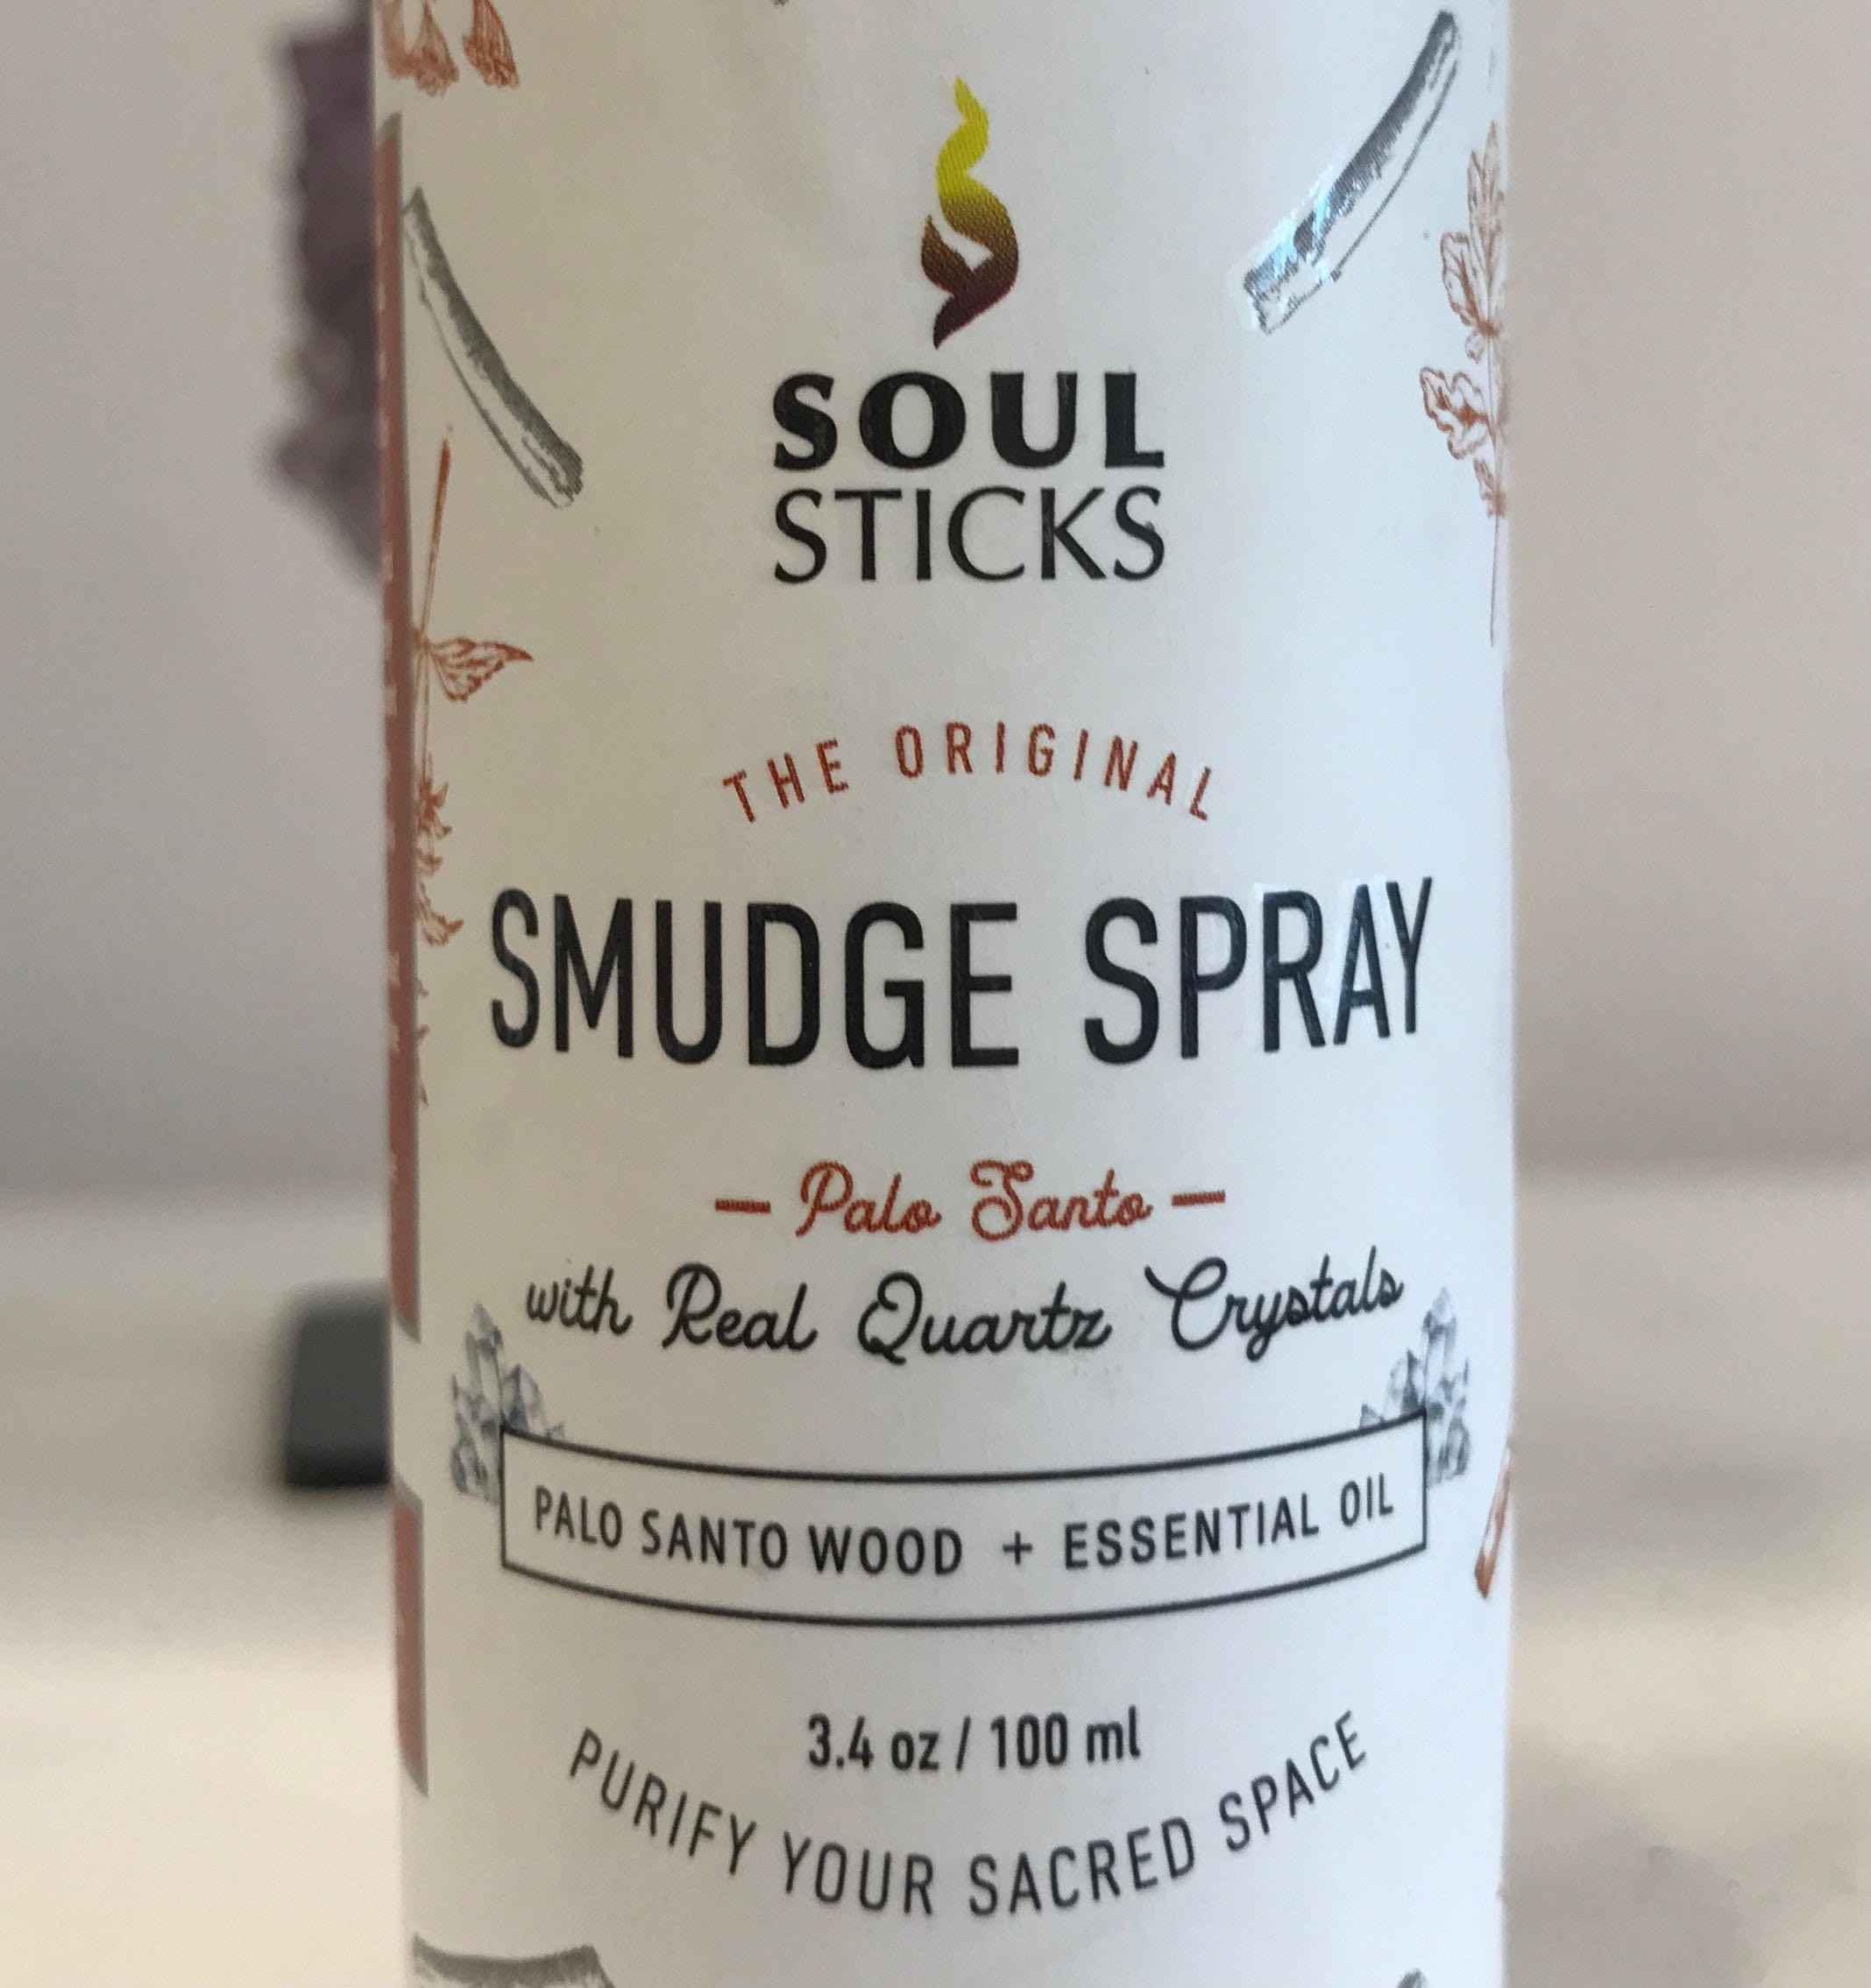 SOUL
STICKS
THE ORIGINAL
SMUDGE SPRAY
— Palo Santo —
with Real Quartz Crystals
PALO SANTO WOOD + ESSENTIAL OIL
3.4 oz / 100 ml
PURIFY YOUR SACRED SPACE